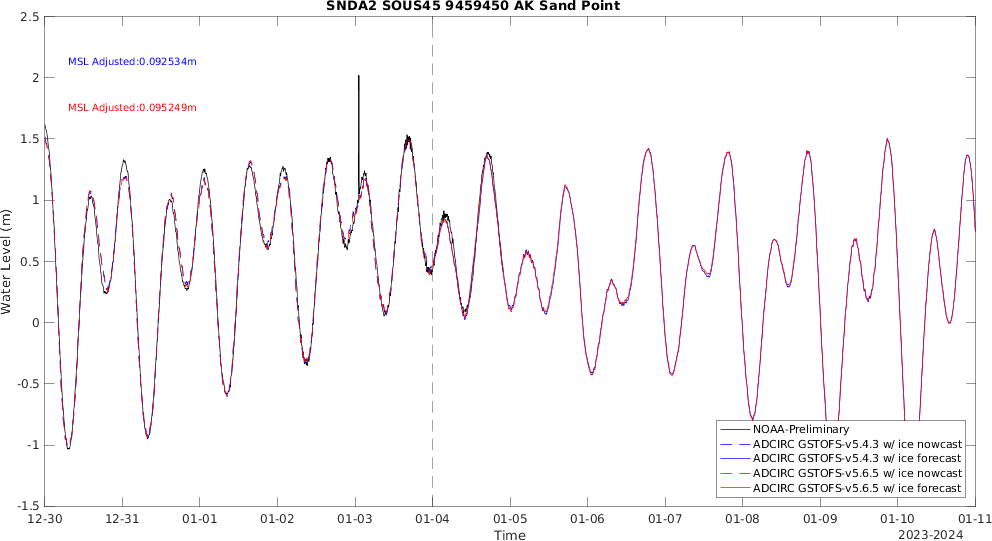 SNDA2 SOUS45 9459450 AK Sand Point
2.5
2
1.5
1
0.5
0
-0.5
-1
-1.5
Water Level (m)
MSL Adjusted:0.092534m
MSL Adjusted:0.095249m
NOAA-Preliminary
ADCIRC GSTOFS-v5.4.3 w/ ice nowcast
ADCIRC GSTOFS-v5.4.3 w/ ice forecast
ADCIRC GSTOFS-v5.6.5 w/ ice nowcast
ADCIRC GSTOFS-v5.6.5 w/ ice forecast
12-30 12-31 01-01 01-02 01-03 01-04 01-05 01-06 01-07 01-08 01-09 01-10 01-11
Time
2023-2024